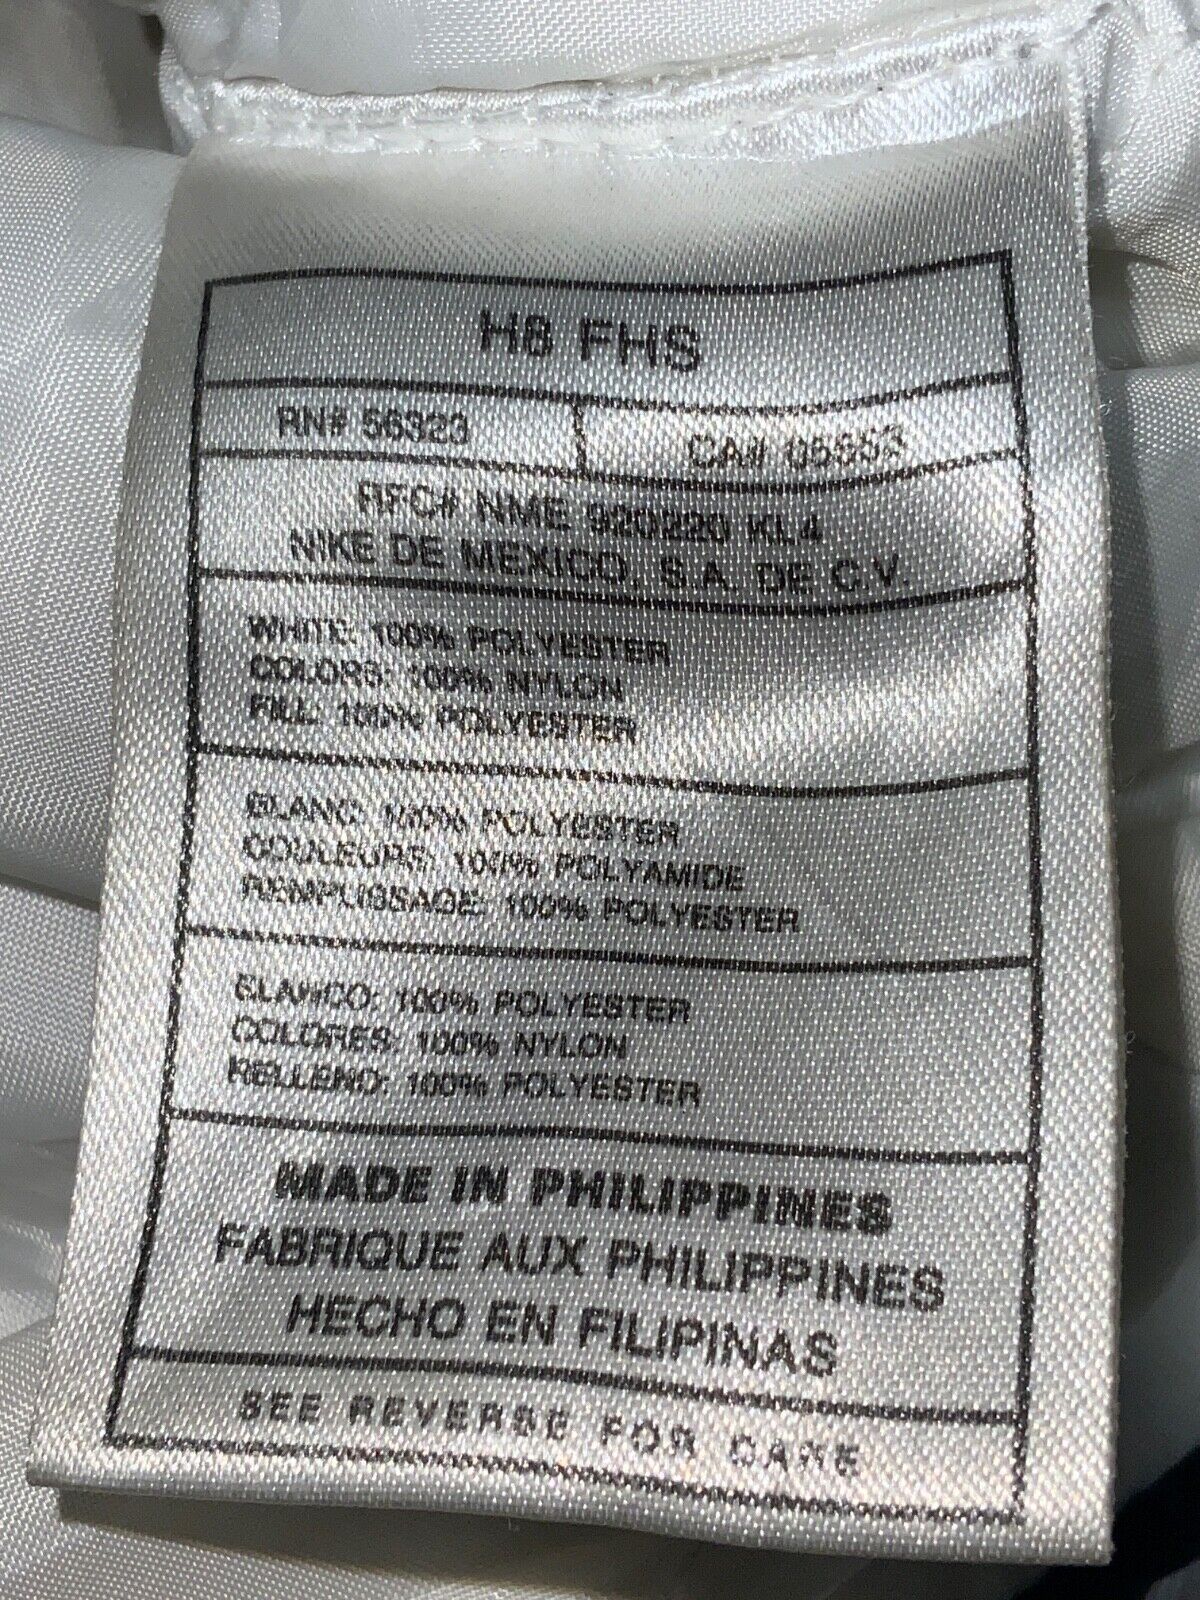 H8 FHS
RN# 56323
CA# 05553
RFC# NME 920220 KL4
NIKE DE MEXICO, S.A. DE C.V.
WHITE: 100% POLYESTER
COLORS: 100% NYLON
FILL: 100% POLYESTER
BLANC: 100% POLYESTER
COULEURS: 100% POLYAMIDE
REMPLISSAGE: 100% POLYESTER
BLANCO: 100% POLYESTER
COLORES: 100% NYLON
RELLENO: 100% POLYESTER
MADE IN PHILIPPINES
FABRIQUE AUX PHILIPPINES
HECHO EN FILIPINAS
SEE REVERSE FOR CARE